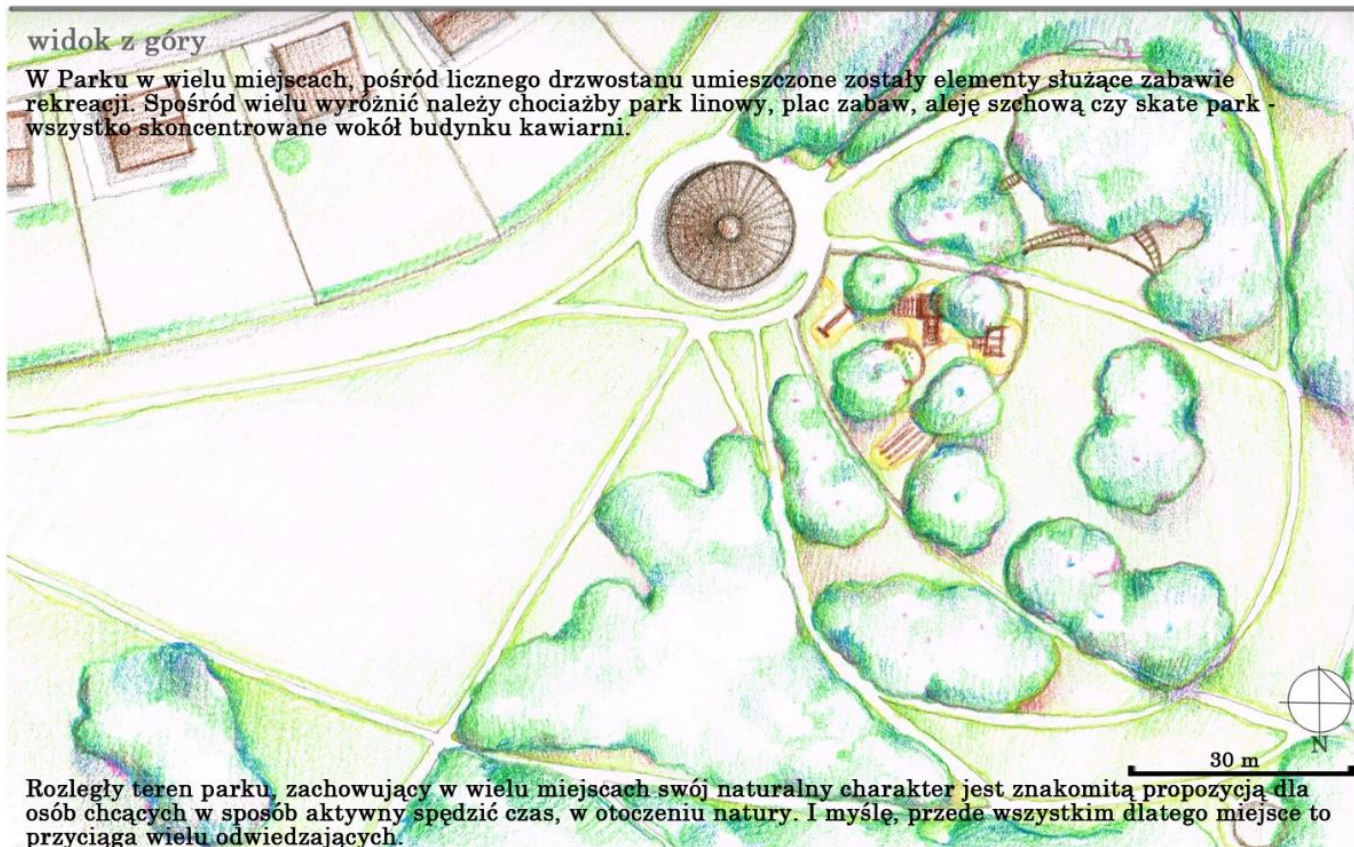 widok z góry
W Parku w wielu miejscach, pośród licznego drzwostanu umieszczone zostały elementy służące zabawie
rekreacji. Spośród wielu wyróżnić należy chociażby park linowy, plac zabaw, aleję szchową czy skate park -
wszystko skoncentrowane wokół budynku kawiarni.
N
30 m
Rozległy teren parku, zachowujący w wielu miejscach swój naturalny charakter jest znakomitą propozycją dla
osób chcących w sposób aktywny spędzić czas, w otoczeniu natury. I myślę, przede wszystkim dlatego miejsce to
przyciąga wielu odwiedzających.